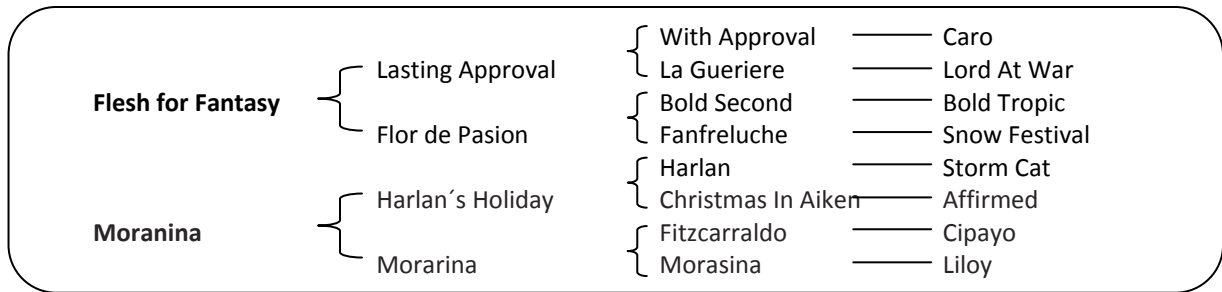 With Approval Caro
Lasting Approval
La Gueriere Lord At War
Flesh for Fantasy
Bold Second Bold Tropic
Flor de Pasion
Fanfreluche Snow Festival
Harlan Storm Cat
Harlan´s Holiday
Christmas In Aiken Affirmed
Moranina
Fitzcarraldo Cipayo
Morarina
Morasina Liloy